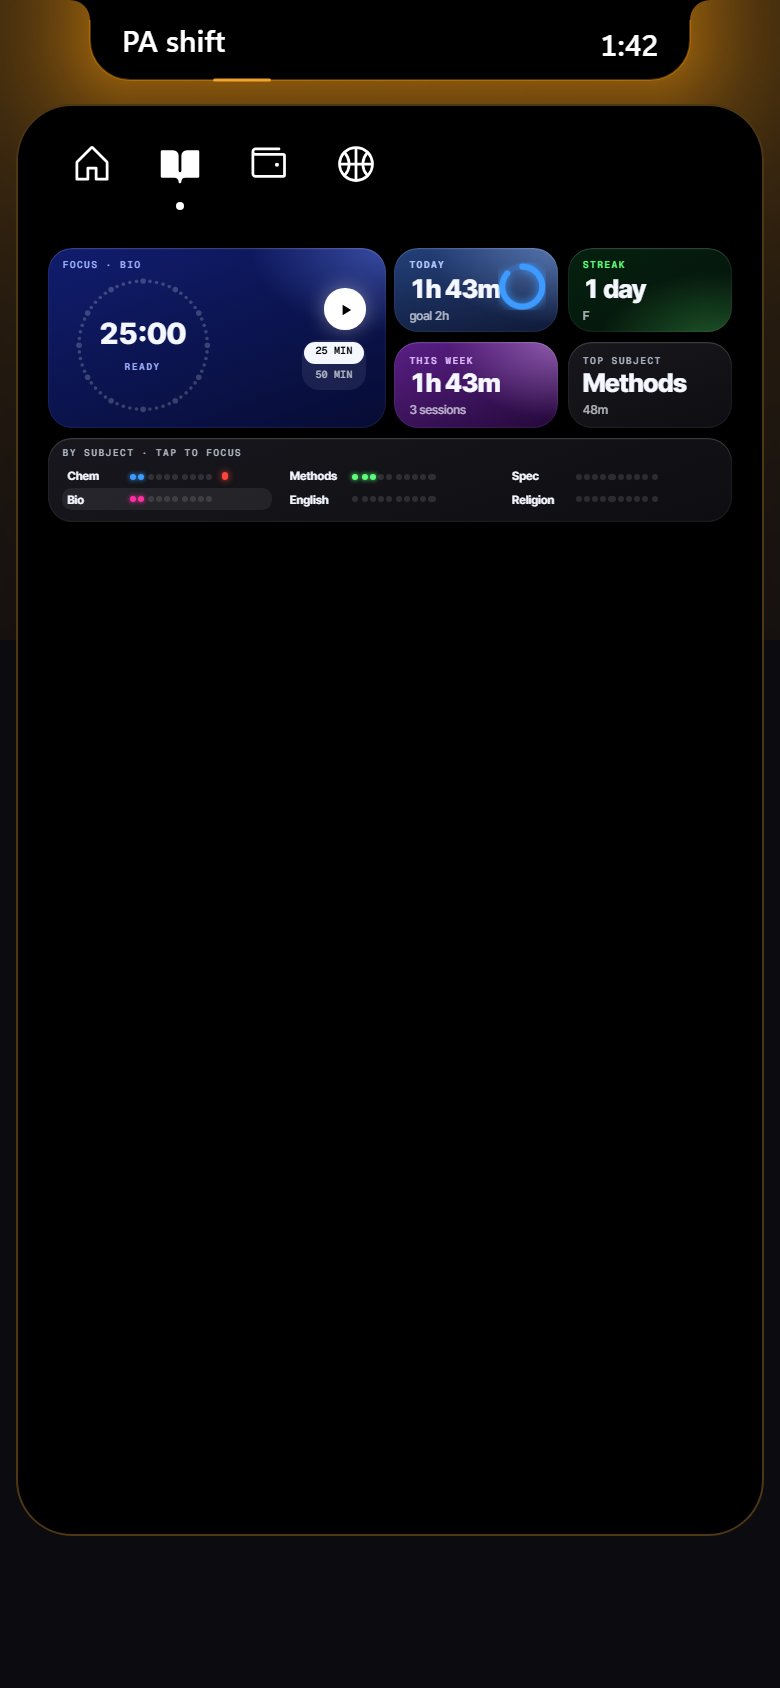 PA shift
1:42
FOCUS · BIO
25:00
READY
25 MIN
50 MIN
TODAY
1h 43m
goal 2h
STREAK
1 day
F
THIS WEEK
1h 43m
3 sessions
TOP SUBJECT
Methods
48m
BY SUBJECT · TAP TO FOCUS
Chem
Methods
Spec
Bio
English
Religion